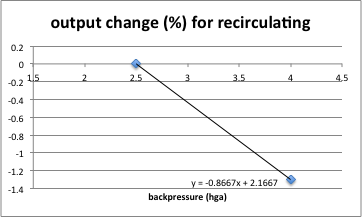 output change (%) for recirculating
0.2
0
1.5 2 2.5 3 3.5 4 4.5
-0.2
-0.4
-0.6
-0.8
-1
-1.2
y = -0.8667x + 2.1667
-1.4
backpressure (hga)